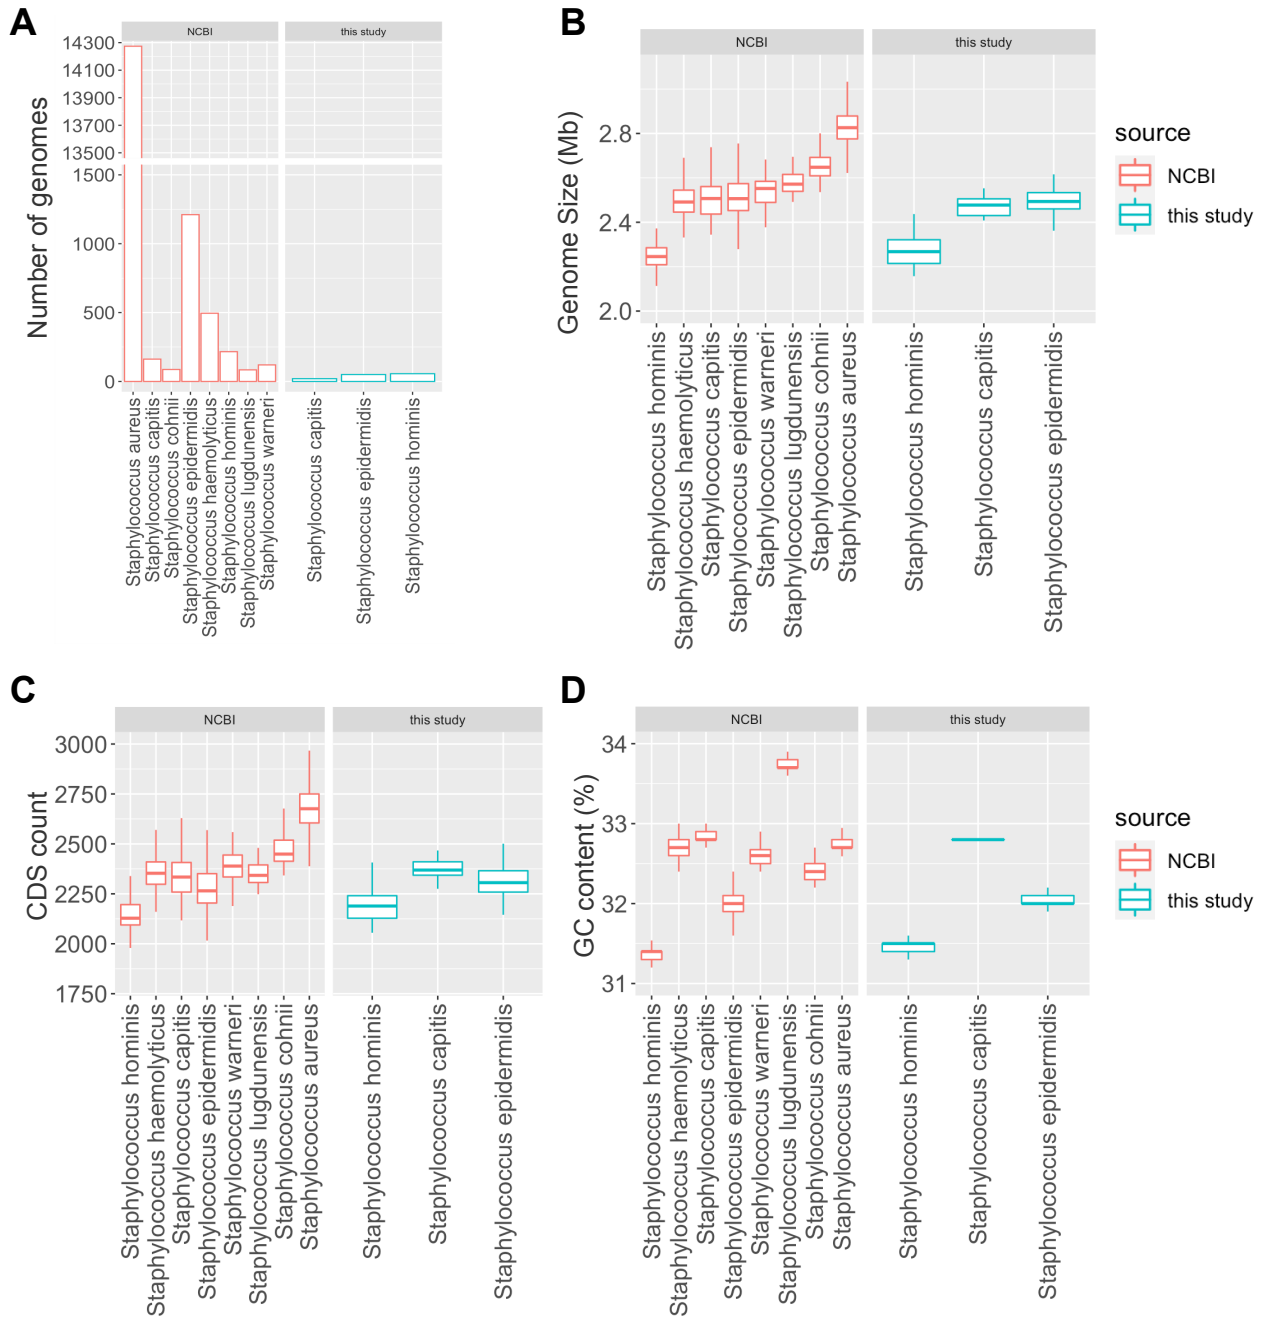 A
NCBI
this study
14300
14100
13900
13700
13500
1500
1000
500
0
Number of genomes
Staphylococcus aureus
Staphylococcus capitis
Staphylococcus cohnii
Staphylococcus epidermidis
Staphylococcus haemolyticus
Staphylococcus hominis
Staphylococcus lugdunensis
Staphylococcus warneri
Staphylococcus capitis
Staphylococcus epidermidis
Staphylococcus hominis
B
NCBI
this study
2.8
2.4
2.0
Genome Size (Mb)
Staphylococcus hominis
Staphylococcus haemolyticus
Staphylococcus capitis
Staphylococcus epidermidis
Staphylococcus warneri
Staphylococcus lugdunensis
Staphylococcus cohnii
Staphylococcus aureus
Staphylococcus hominis
Staphylococcus capitis
Staphylococcus epidermidis
source
NCBI
this study
C
NCBI
this study
3000
2750
2500
2250
2000
1750
CDS count
Staphylococcus hominis
Staphylococcus haemolyticus
Staphylococcus capitis
Staphylococcus epidermidis
Staphylococcus warneri
Staphylococcus lugdunensis
Staphylococcus cohnii
Staphylococcus aureus
Staphylococcus hominis
Staphylococcus capitis
Staphylococcus epidermidis
D
NCBI
this study
34
33
32
31
GC content (%)
Staphylococcus hominis
Staphylococcus haemolyticus
Staphylococcus capitis
Staphylococcus epidermidis
Staphylococcus warneri
Staphylococcus lugdunensis
Staphylococcus cohnii
Staphylococcus aureus
Staphylococcus hominis
Staphylococcus capitis
Staphylococcus epidermidis
source
NCBI
this study